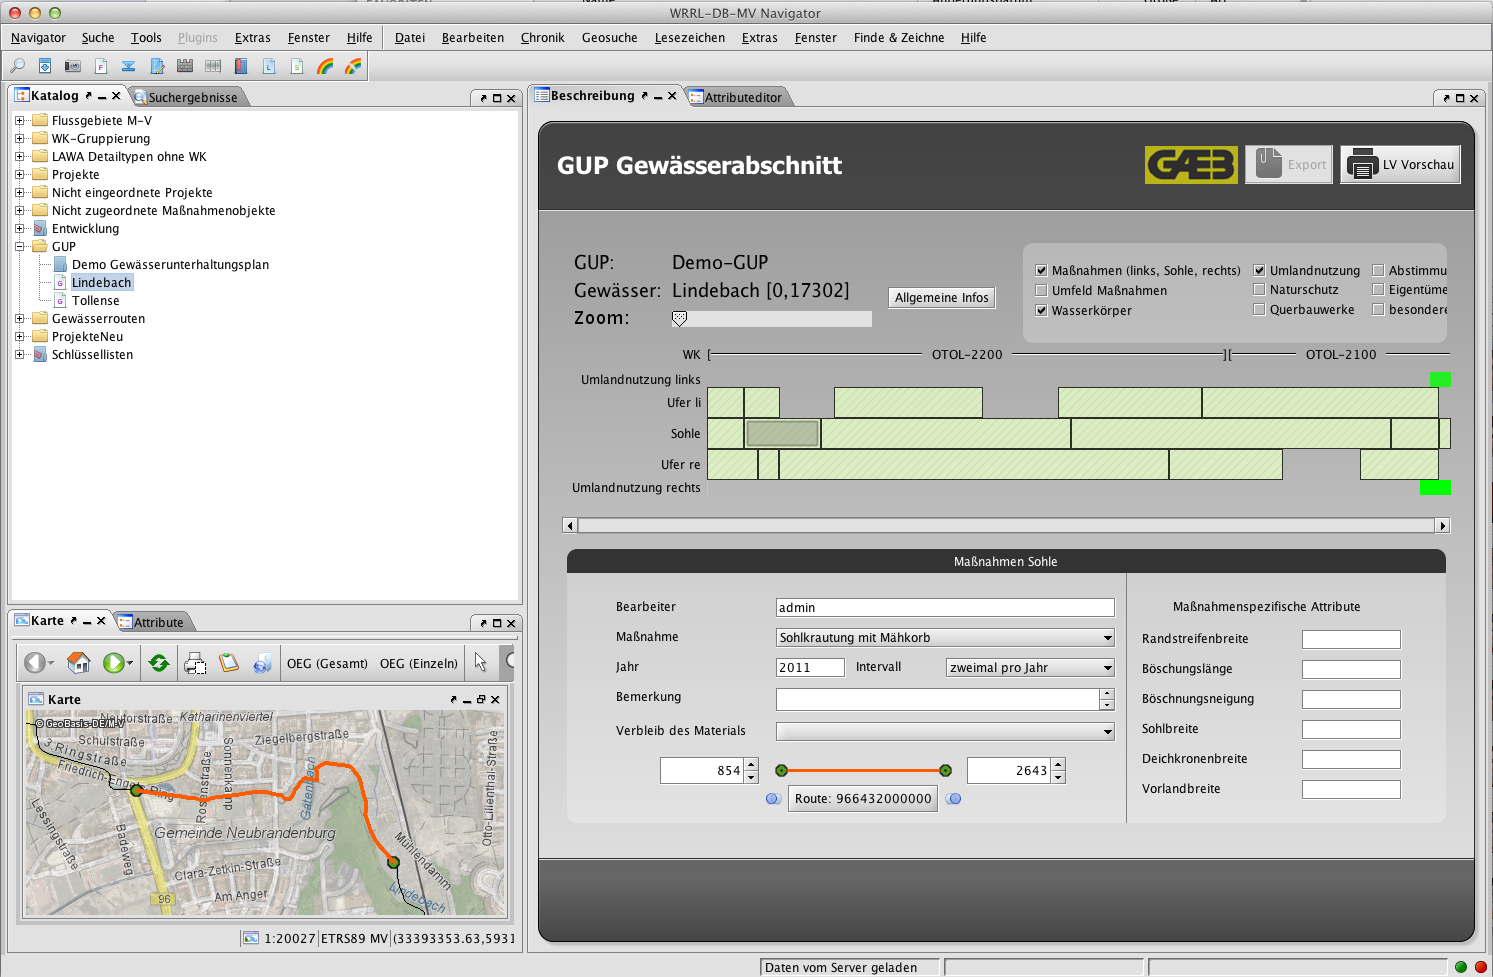 WRRL-DB-MV Navigator
Navigator Suche Tools Plugins Extras Fenster Hilfe Datei Bearbeiten Chronik Geosuche Lesezeichen Extras Fenster Finde & Zeichne Hilfe
Katalog Suchergebnisse
Flussgebiete M-V
WK-Gruppierung
LAWA Detailtypen ohne WK
Projekte
Nicht eingeordnete Projekte
Nicht zugeordnete Maßnahmenobjekte
Entwicklung
GUP
Demo Gewässerunterhaltungsplan
Lindebach
Tollense
Gewässerrouten
ProjekteNeu
Schlüssellisten
Karte Attribute
OEG (Gesamt) OEG (Einzeln)
Karte
© GeoBasis-DE/M-V
Katharinenviertel
Schulstraße
Ziegelbergstraße
3 Ringstraße
Friedrich-Engels-Ring
Rosenstraße
Sonnenkamp
Gätenbach
Otto-Lilienthal-Straße
Lessingstraße
Badeweg
Gemeinde Neubrandenburg
Mühlendamm
Clara-Zetkin-Straße
Am Anger
96
Lindebach
1:20027 ETRS89 MV (33393353.63,5931
Beschreibung Attributeditor
GUP Gewässerabschnitt
GAEB Export LV Vorschau
GUP: Demo-GUP
Gewässer: Lindebach [0,17302]
Zoom:
Allgemeine Infos
Maßnahmen (links, Sohle, rechts) Umlandnutzung Abstimmu
Umfeld Maßnahmen Naturschutz Eigentüme
Wasserkörper Querbauwerke besondere
WK [ OTOL-2200 ][ OTOL-2100
Umlandnutzung links
Ufer li
Sohle
Ufer re
Umlandnutzung rechts
Maßnahmen Sohle
Bearbeiter admin
Maßnahme Sohlkrautung mit Mähkorb
Jahr 2011 Intervall zweimal pro Jahr
Bemerkung
Verbleib des Materials
854 2643
Route: 966432000000
Maßnahmenspezifische Attribute
Randstreifenbreite
Böschungslänge
Böschnungsneigung
Sohlbreite
Deichkronenbreite
Vorlandbreite
Daten vom Server geladen